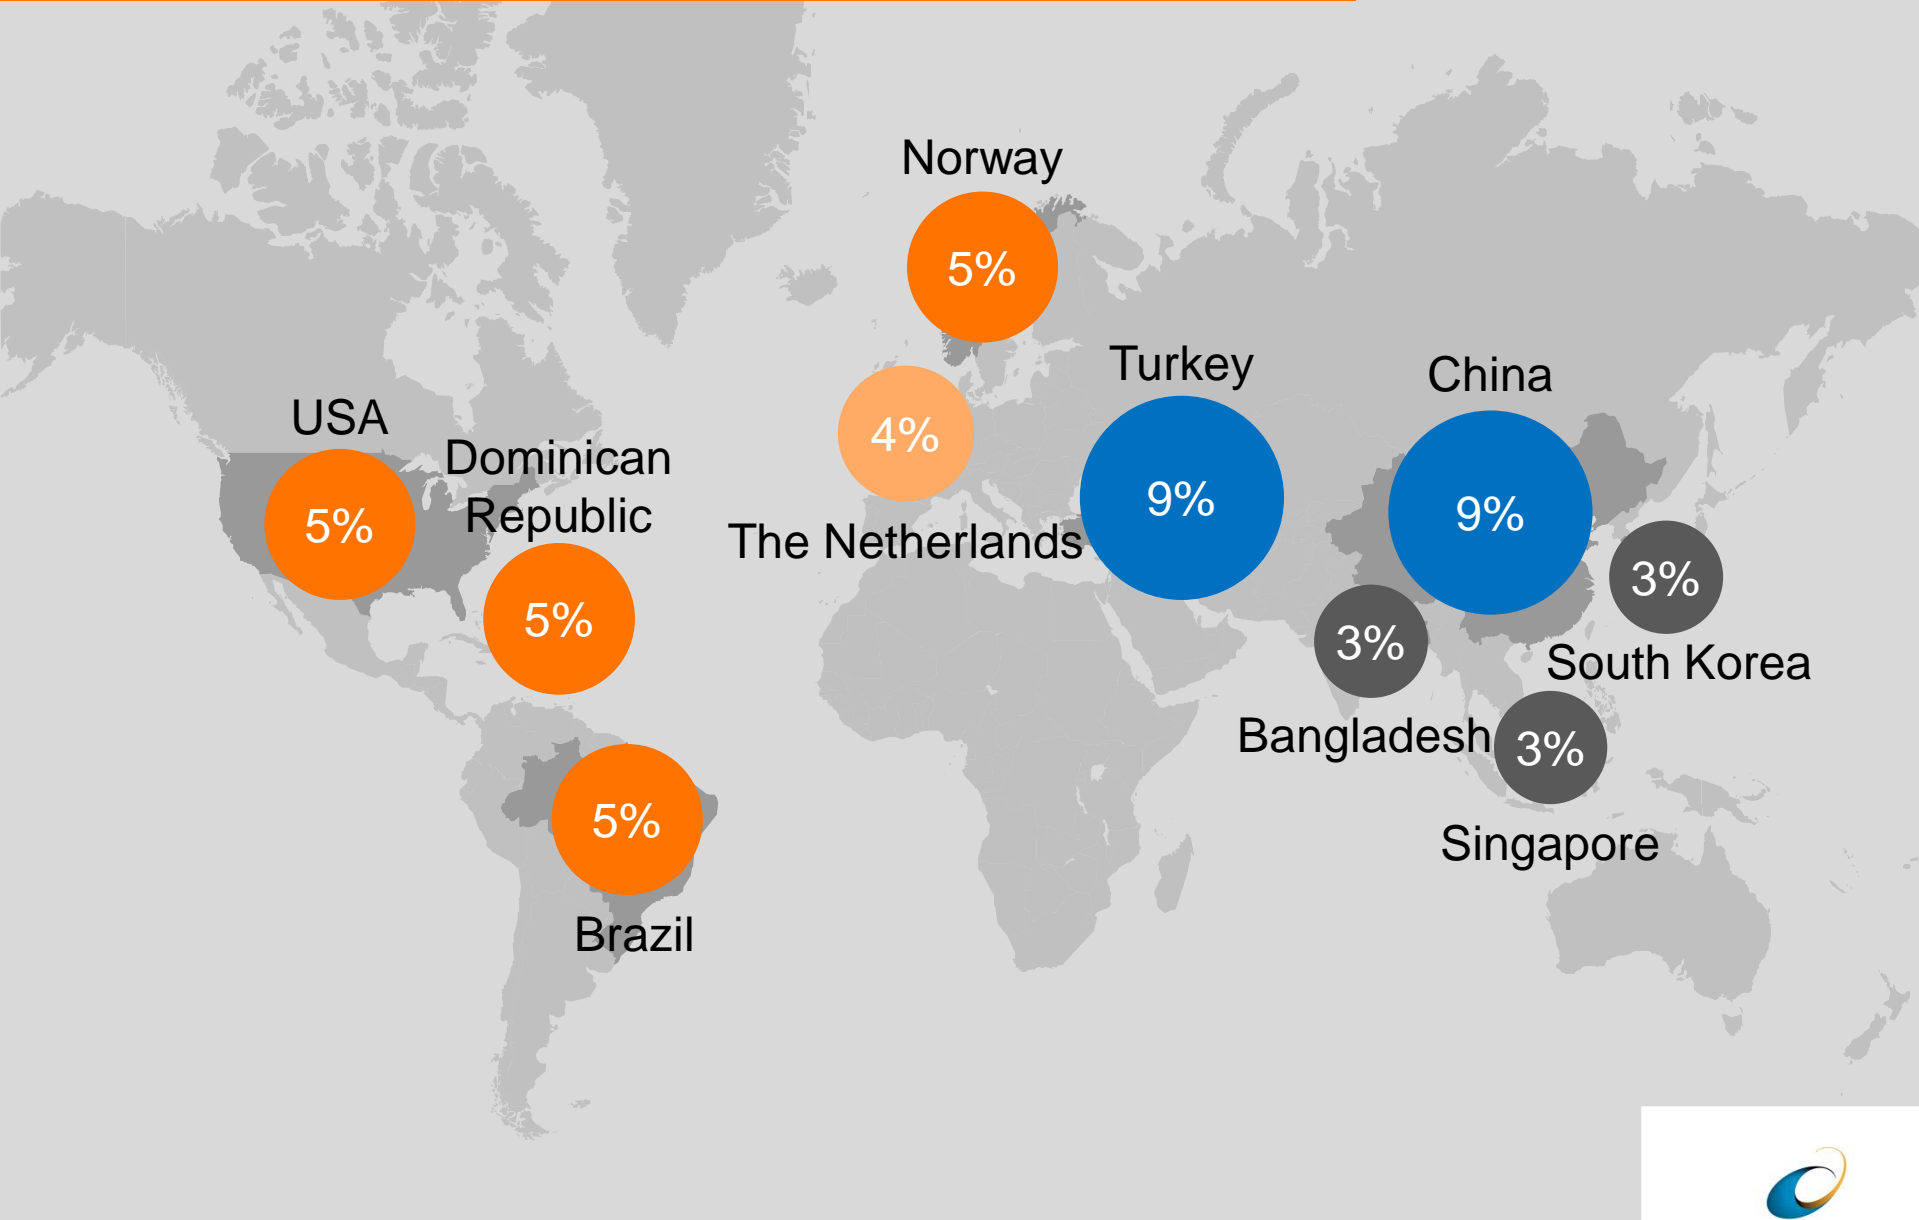 Norway
5%
Turkey
9%
China
9%
4%
The Netherlands
USA
5%
Dominican
Republic
5%
3%
South Korea
3%
Bangladesh
3%
Singapore
5%
Brazil